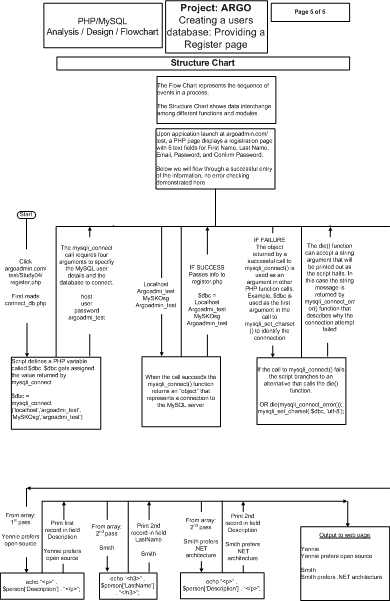 PHP/MySQL
Analysis / Design / Flowchart
Project: ARGO
Creating a users
database: Providing a
Register page
Page 5 of 5
Structure Chart
The Flow Chart represents the sequence of
events in a process.
The Structure Chart shows data interchange
among different functions and modules.
Upon application launch at argoadmin.com/
test, a PHP page displays a registration page
with 5 text fields for First Name, Last Name,
Email, Password, and Confirm Password.
Below we will flow through a successful entry
of the information, no error checking
demonstrated here
Start
Click
argoadmin.com/
test/Study04/
register.php
First reads
connect_db.php
The mysqli_connect
call requires four
arguments to specifiy
the MySQL user
details and the
database to connect.
host
user
password
argoadmi_test
Localhost
Argoadmi_test
MySKOsg
Argoadmin_test
IF SUCCESS
Passes info to
register.php
$dbc =
Localhost
Argoadmi_test
MySKOsg
Argoadmin_test
IF FAILURE
The object
returned by a
successful call to
mysqli_connect() is
used as an
argument in other
PHP function calls.
Example, $dbc is
used as the first
argument in the
call to
mysqli_set_charset
() to identify the
connection
The die() function
can accept a string
argument that will
be printed out as
the script halts. In
this case the string
message is
returned by
mysqli_connect_err
or() function that
describes why the
connection attempt
failed
Script defines a PHP variable
called $dbc $dbc gets assigned
the value returned by
mysqli_connect
$dbc =
mysqli_connect
('localhost','argoadmi_test',
'MySKOsg','argoadmi_test')
When the call succeeds the
mysqli_connect() function
returns an "object" that
represents a connection to
the MySQL server
If the call to mysqli_connect() fails
the script branches to an
alternative that calls the die()
function.
OR die(mysqli_connect_error());
mysqli_set_charset( $dbc, 'utf-8');
From array:
1st pass
Yennie prefers
open source
Print first
record in field
Description
Yennie prefers
open source
From array:
2nd pass
Smith
Print 2nd
record in field
LastName
Smith
From array:
2nd pass
Smith prefers
.NET
architecture
Print 2nd
record in field
Description
Smith prefers
.NET
architecture
Output to web page
Yennie
Yennie prefers open source
Smith
Smith prefers .NET architecture
echo "<p>" .
$person['Description'] . "</p>";
echo '<h3>' .
$person['LastName']
. "</h3>";
echo "<p>" .
$person['Description'] . "</p>";